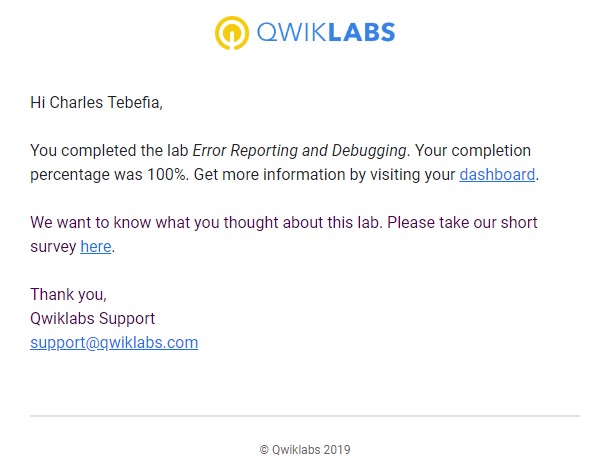 QWIKLABS
Hi Charles Tebefia,
You completed the lab Error Reporting and Debugging. Your completion
percentage was 100%. Get more information by visiting your dashboard.
We want to know what you thought about this lab. Please take our short
survey here.
Thank you,
Qwiklabs Support
support@qwiklabs.com
© Qwiklabs 2019